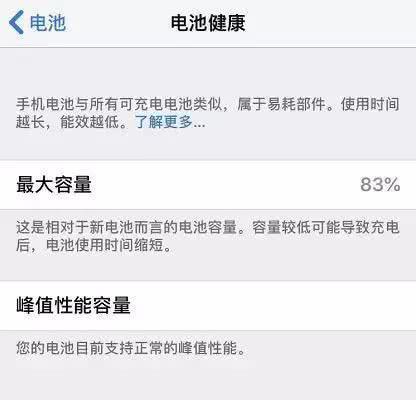 电池
电池健康
手机电池与所有可充电电池类似，属于易耗部件。使用时间
越长，能效越低。了解更多...
最大容量
83%
这是相对于新电池而言的电池容量。容量较低可能导致充电
后，电池使用时间缩短。
峰值性能容量
您的电池目前支持正常的峰值性能。